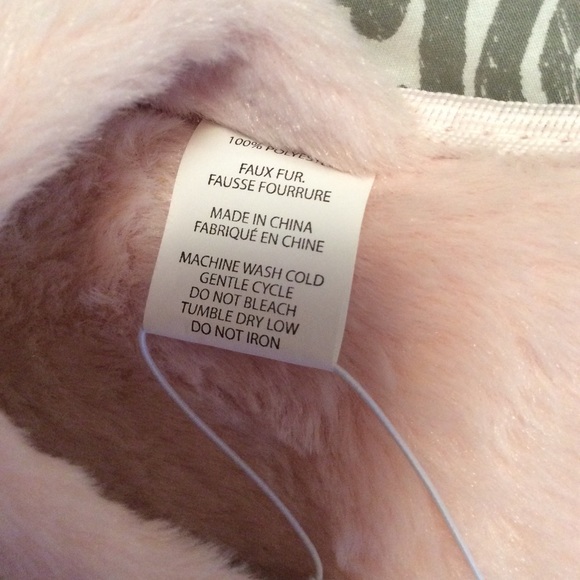 100%
FAUX FUR.
FAUSSE FOURRURE
MADE IN CHINA
FABRIQUÉ EN CHINE
MACHINE WASH COLD
GENTLE CYCLE
DO NOT BLEACH
TUMBLE DRY LOW
DO NOT IRON